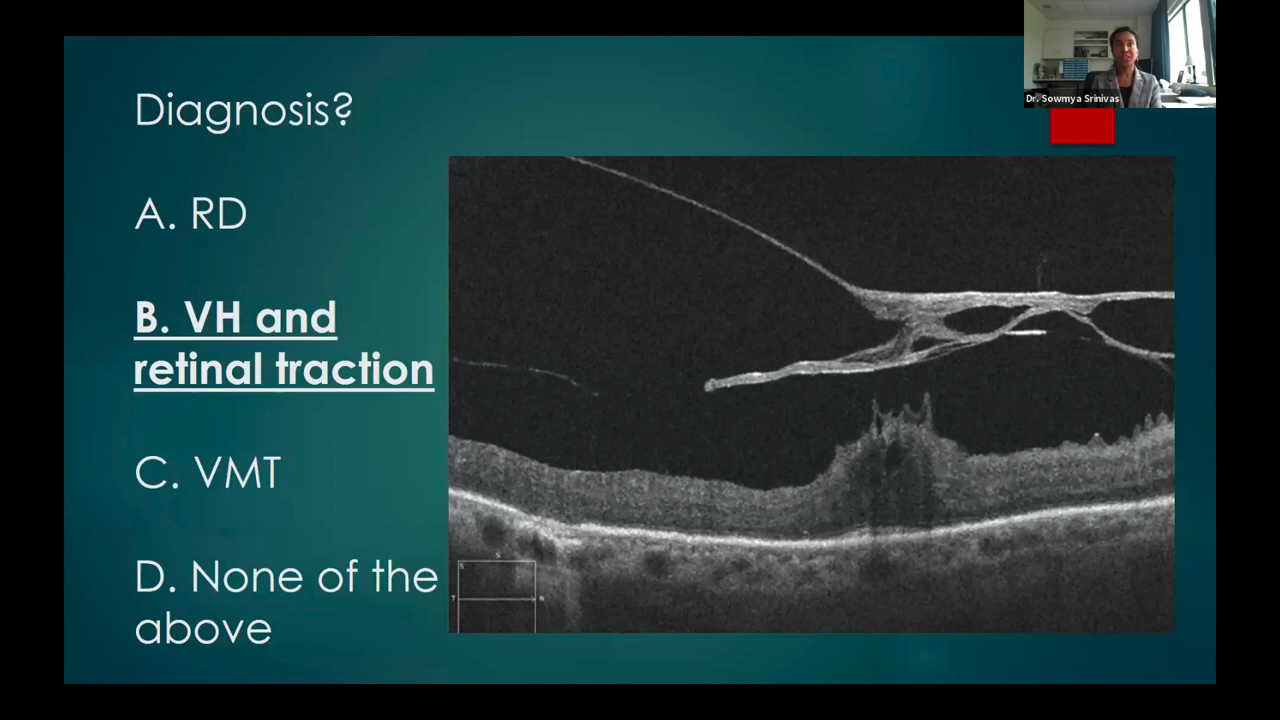 Diagnosis?
Dr. Sowmya Srinivas
A. RD
B. VH and
retinal traction
C. VMT
D. None of the
above
S
S
T
N